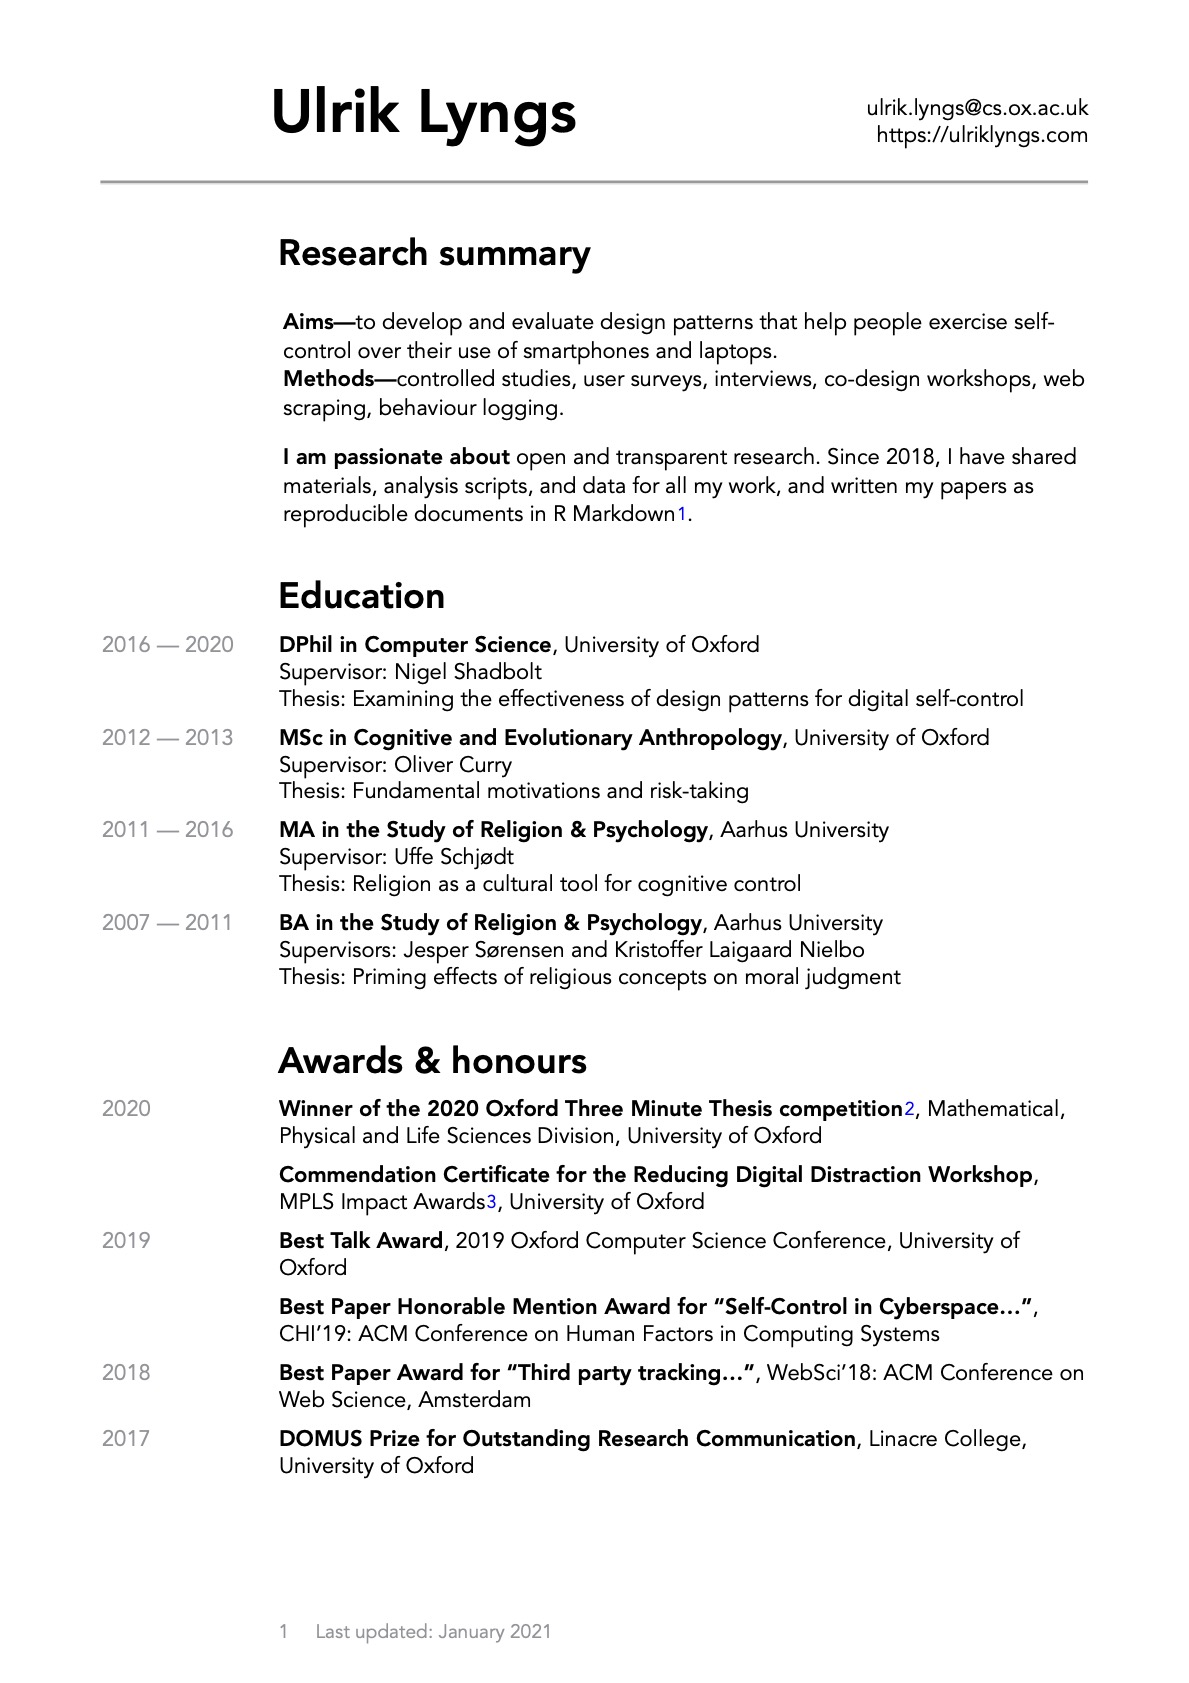 Ulrik Lyngs
ulrik.lyngs@cs.ox.ac.uk
https://ulriklyngs.com
Research summary
Aims—to develop and evaluate design patterns that help people exercise self-
control over their use of smartphones and laptops.
Methods—controlled studies, user surveys, interviews, co-design workshops, web
scraping, behaviour logging.
I am passionate about open and transparent research. Since 2018, I have shared
materials, analysis scripts, and data for all my work, and written my papers as
reproducible documents in R Markdown1.
Education
2016 — 2020 DPhil in Computer Science, University of Oxford
Supervisor: Nigel Shadbolt
Thesis: Examining the effectiveness of design patterns for digital self-control
2012 — 2013 MSc in Cognitive and Evolutionary Anthropology, University of Oxford
Supervisor: Oliver Curry
Thesis: Fundamental motivations and risk-taking
2011 — 2016 MA in the Study of Religion & Psychology, Aarhus University
Supervisor: Uffe Schjødt
Thesis: Religion as a cultural tool for cognitive control
2007 — 2011 BA in the Study of Religion & Psychology, Aarhus University
Supervisors: Jesper Sørensen and Kristoffer Laigaard Nielbo
Thesis: Priming effects of religious concepts on moral judgment
Awards & honours
2020 Winner of the 2020 Oxford Three Minute Thesis competition2, Mathematical,
Physical and Life Sciences Division, University of Oxford
Commendation Certificate for the Reducing Digital Distraction Workshop,
MPLS Impact Awards3, University of Oxford
2019 Best Talk Award, 2019 Oxford Computer Science Conference, University of
Oxford
Best Paper Honorable Mention Award for “Self-Control in Cyberspace…”,
CHI’19: ACM Conference on Human Factors in Computing Systems
2018 Best Paper Award for “Third party tracking…”, WebSci’18: ACM Conference on
Web Science, Amsterdam
2017 DOMUS Prize for Outstanding Research Communication, Linacre College,
University of Oxford
1 Last updated: January 2021